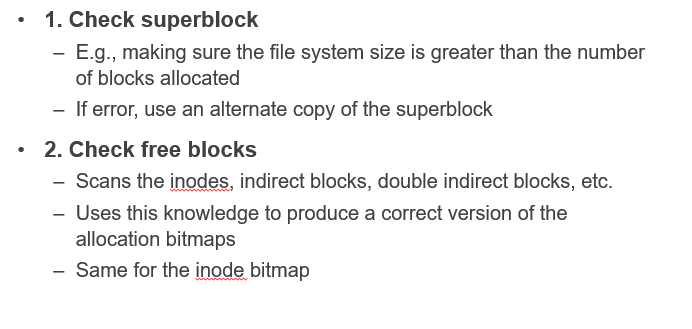 • 1. Check superblock
– E.g., making sure the file system size is greater than the number
of blocks allocated
– If error, use an alternate copy of the superblock
• 2. Check free blocks
– Scans the inodes, indirect blocks, double indirect blocks, etc.
– Uses this knowledge to produce a correct version of the
allocation bitmaps
– Same for the inode bitmap